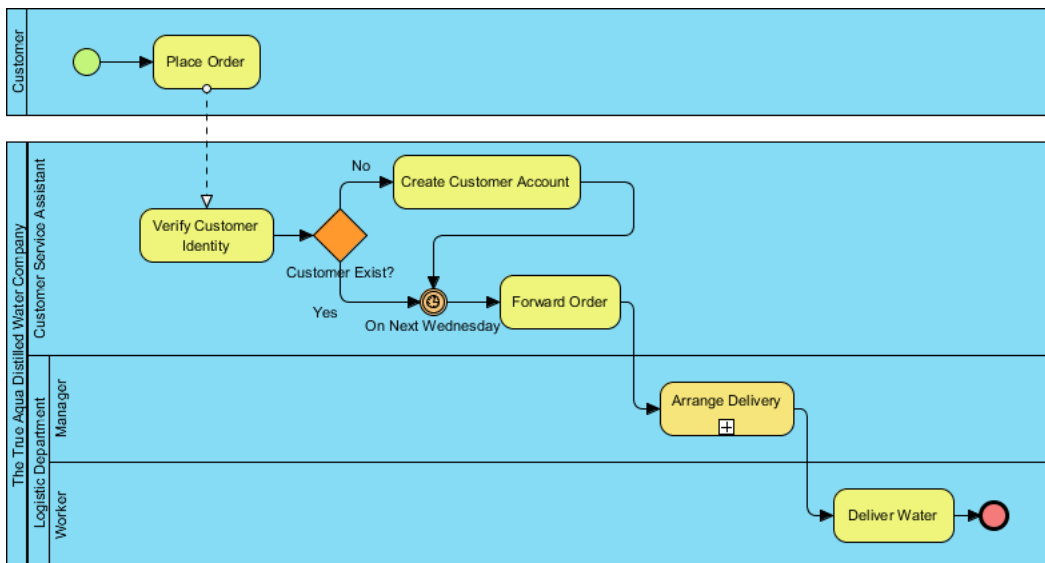 Customer
Place Order
The True Aqua Distilled Water Company
Customer Service Assistant
Verify Customer
Identity
Customer Exist?
No
Yes
Create Customer Account
On Next Wednesday
Forward Order
Logistic Department
Manager
Arrange Delivery
Worker
Deliver Water